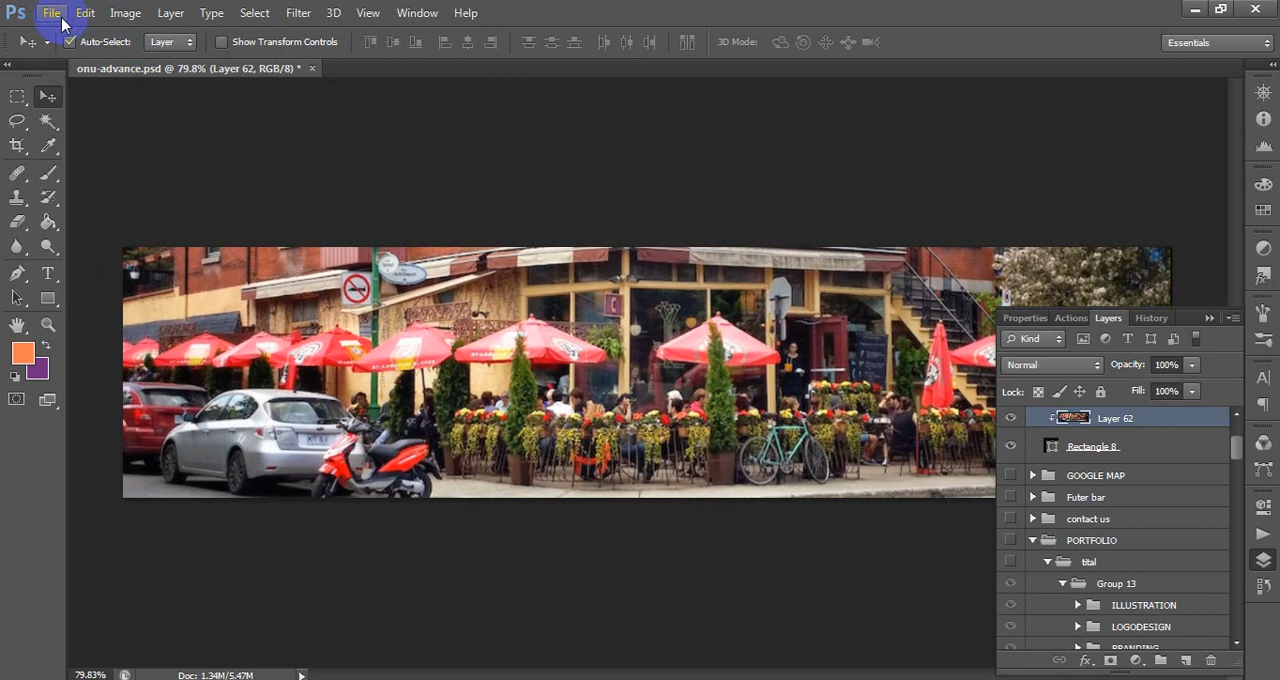 Ps File Edit Image Layer Type Select Filter 3D View Window Help
Auto-Select: Layer Show Transform Controls 3D Mode: Essentials
onu-advance.psd @ 79.8% (Layer 62, RGB/8) * ×
Properties Actions Layers History
Kind T
Normal Opacity: 100%
Lock: Fill: 100%
Layer 62
Rectangle 8
GOOGLE MAP
Futer bar
contact us
PORTFOLIO
tital
Group 13
ILLUSTRATION
LOGODESIGN
BRANDING
79.83% Doc: 1.34M/5.47M fx